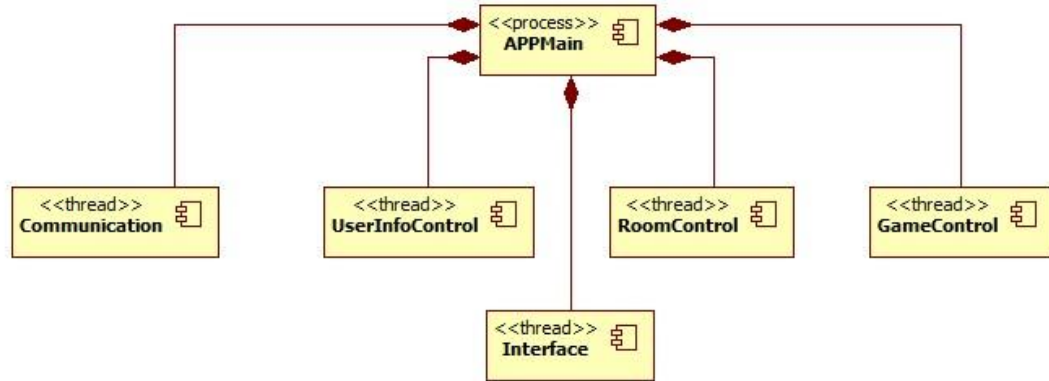 <<process>>
APPMain
<<thread>>
Communication
<<thread>>
UserInfoControl
<<thread>>
RoomControl
<<thread>>
GameControl
<<thread>>
Interface